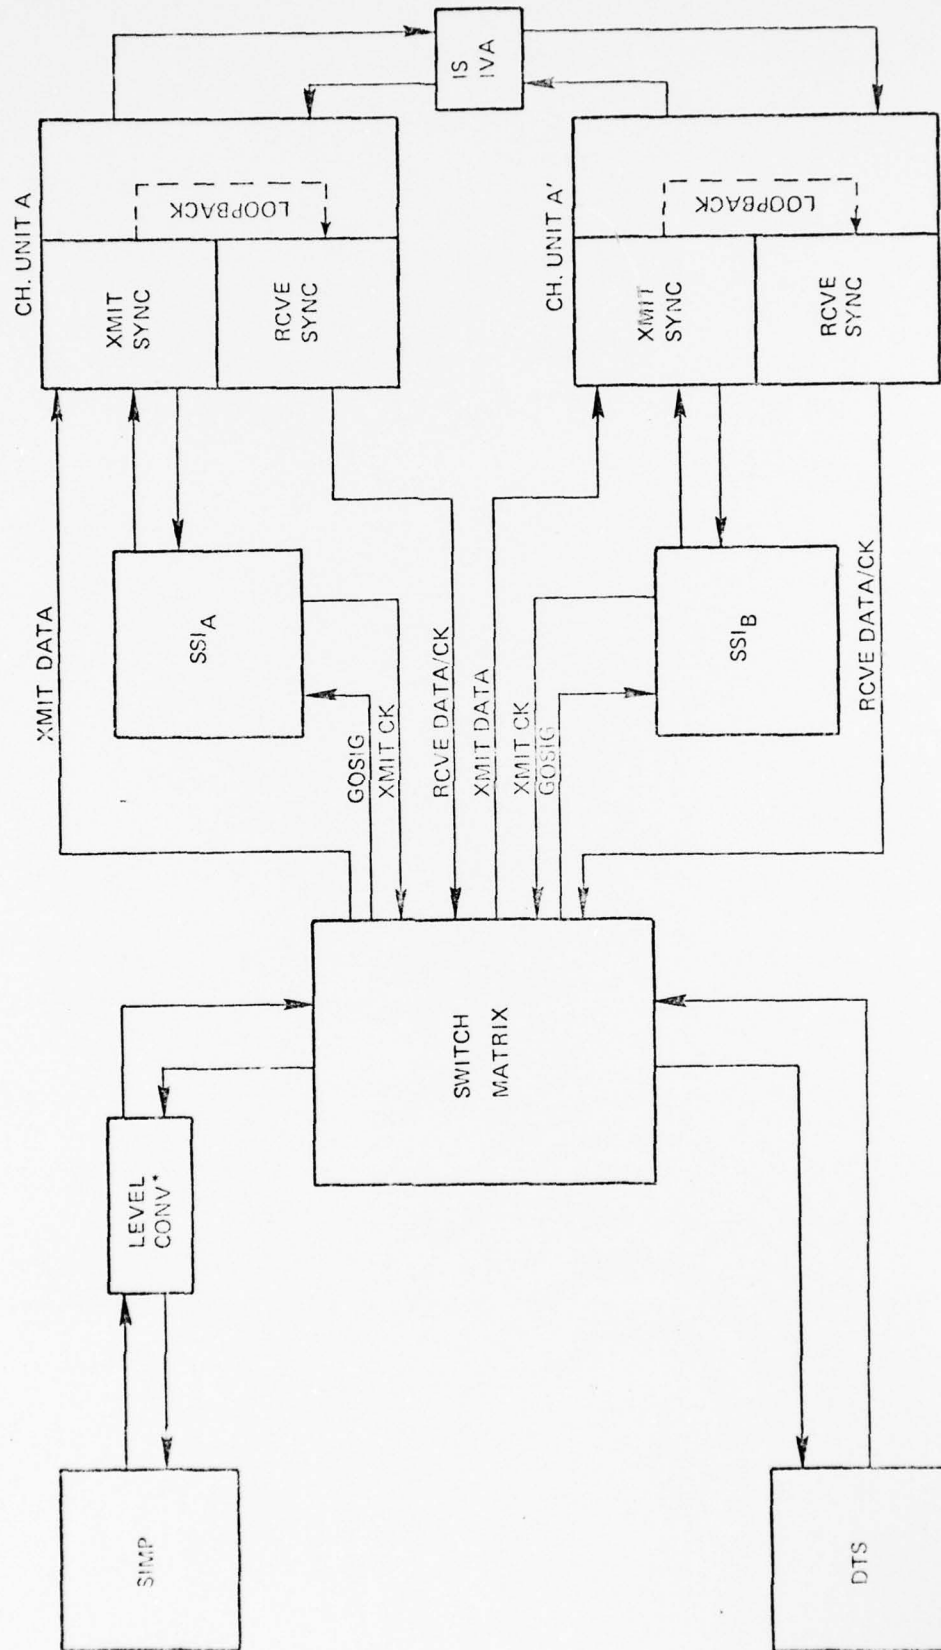 SIMP
LEVEL
CONV*
SWITCH
MATRIX
DTS
XMIT DATA
GOSIG
XMIT CK
RCVE DATA/CK
XMIT DATA
XMIT CK
GOSIG
RCVE DATA/CK
SSIA
SSIB
CH. UNIT A
XMIT
SYNC
RCVE
SYNC
LOOPBACK
CH. UNIT A′
XMIT
SYNC
RCVE
SYNC
LOOPBACK
IS
IVA